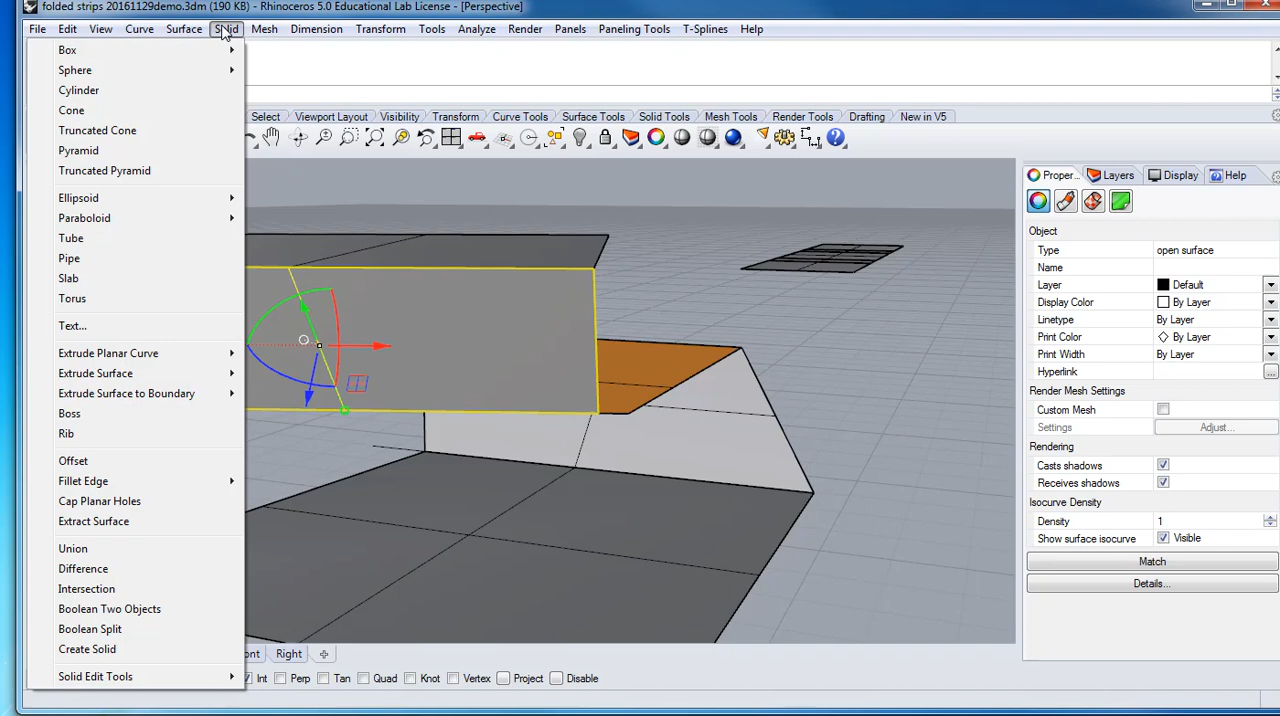 folded strips 20161129demo.3dm (190 KB) - Rhinoceros 5.0 Educational Lab License - [Perspective]
File Edit View Curve Surface Solid Mesh Dimension Transform Tools Analyze Render Panels Paneling Tools T-Splines Help
Box
Sphere
Cylinder
Cone
Truncated Cone
Pyramid
Truncated Pyramid
Ellipsoid
Paraboloid
Tube
Pipe
Slab
Torus
Text...
Extrude Planar Curve
Extrude Surface
Extrude Surface to Boundary
Boss
Rib
Offset
Fillet Edge
Cap Planar Holes
Extract Surface
Union
Difference
Intersection
Boolean Two Objects
Boolean Split
Create Solid
Solid Edit Tools
Select Viewport Layout Visibility Transform Curve Tools Surface Tools Solid Tools Mesh Tools Render Tools Drafting New in V5
Proper... Layers Display Help
Object
Type open surface
Name
Layer Default
Display Color By Layer
Linetype By Layer
Print Color By Layer
Print Width By Layer
Hyperlink ...
Render Mesh Settings
Custom Mesh
Settings Adjust...
Rendering
Casts shadows
Receives shadows
Isocurve Density
Density 1
Show surface isocurve Visible
Match
Details...
ont Right
Int Perp Tan Quad Knot Vertex Project Disable